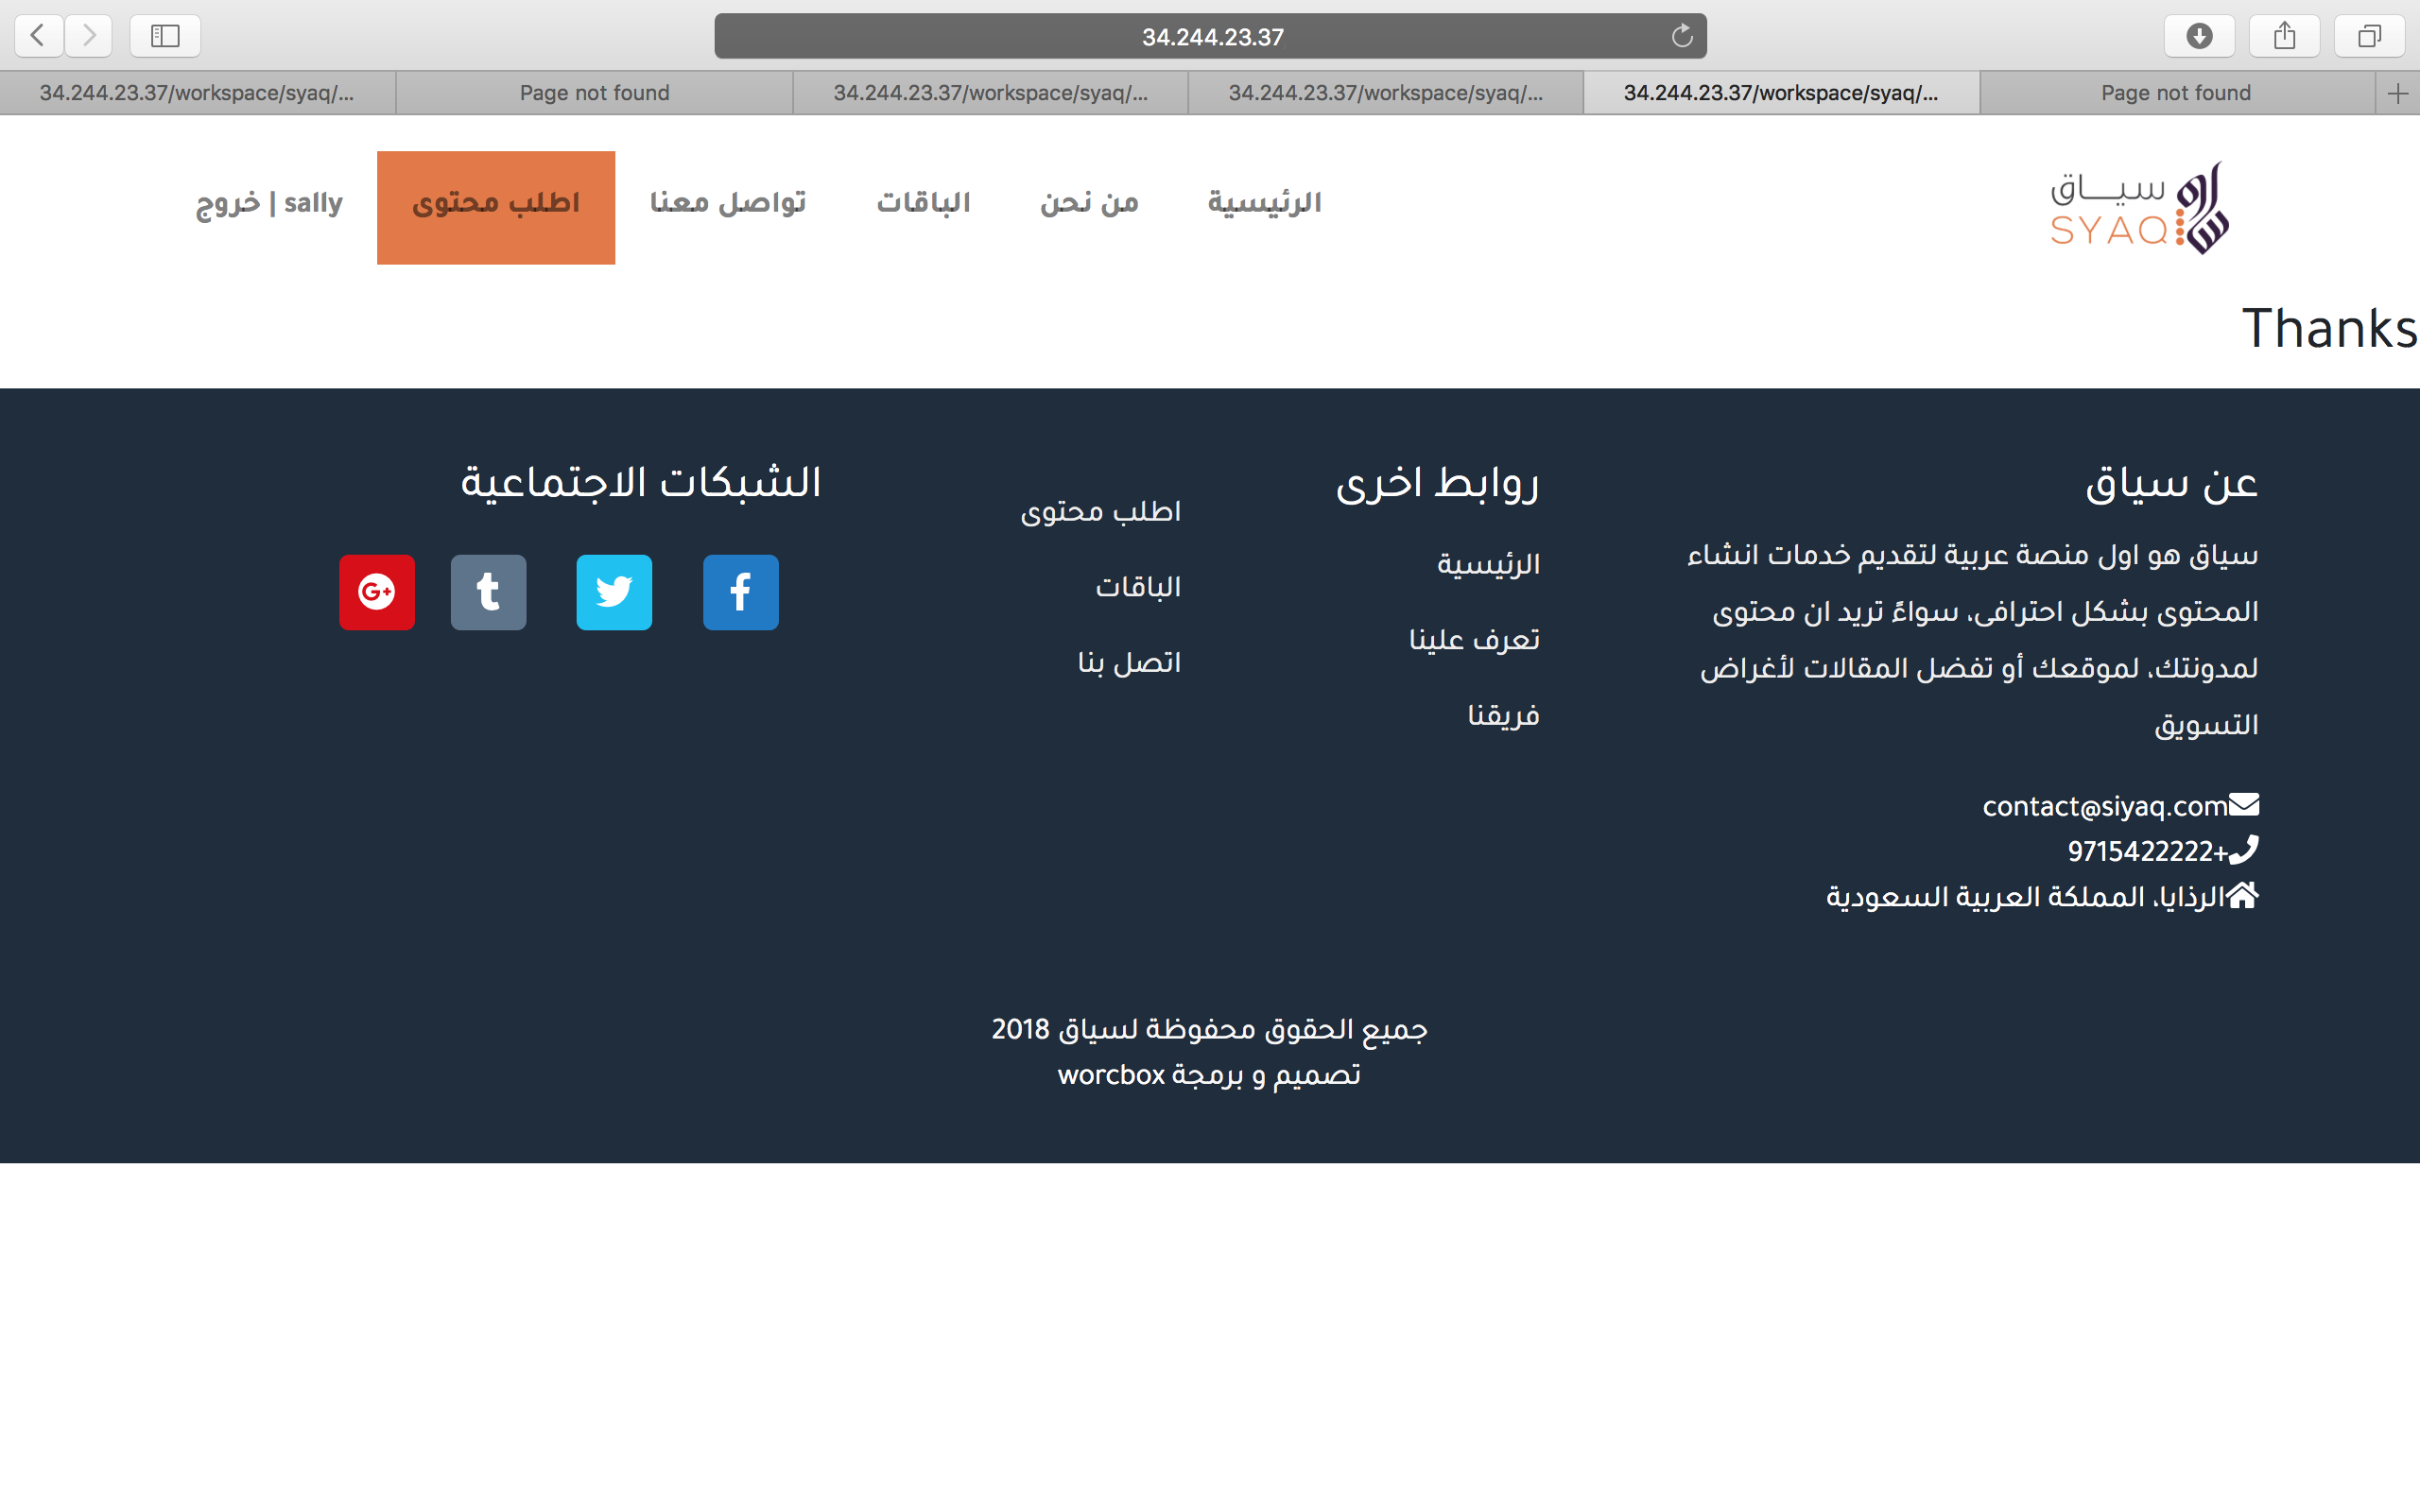 34.244.23.37
34.244.23.37/workspace/syaq/...
Page not found
34.244.23.37/workspace/syaq/...
34.244.23.37/workspace/syaq/...
34.244.23.37/workspace/syaq/...
Page not found
سياق
SYAQ
الرئيسية
من نحن
الباقات
تواصل معنا
اطلب محتوى
sally | خروج
Thanks
عن سياق
سياق هو اول منصة عربية لتقديم خدمات انشاء
المحتوى بشكل احترافى، سواءً تريد ان محتوى
لمدونتك، لموقعك أو تفضل المقالات لأغراض
التسويق
contact@siyaq.com
9715422222+
الرذايا، المملكة العربية السعودية
روابط اخرى
الرئيسية
تعرف علينا
فريقنا
اطلب محتوى
الباقات
اتصل بنا
الشبكات الاجتماعية
جميع الحقوق محفوظة لسياق 2018
تصميم و برمجة worcbox